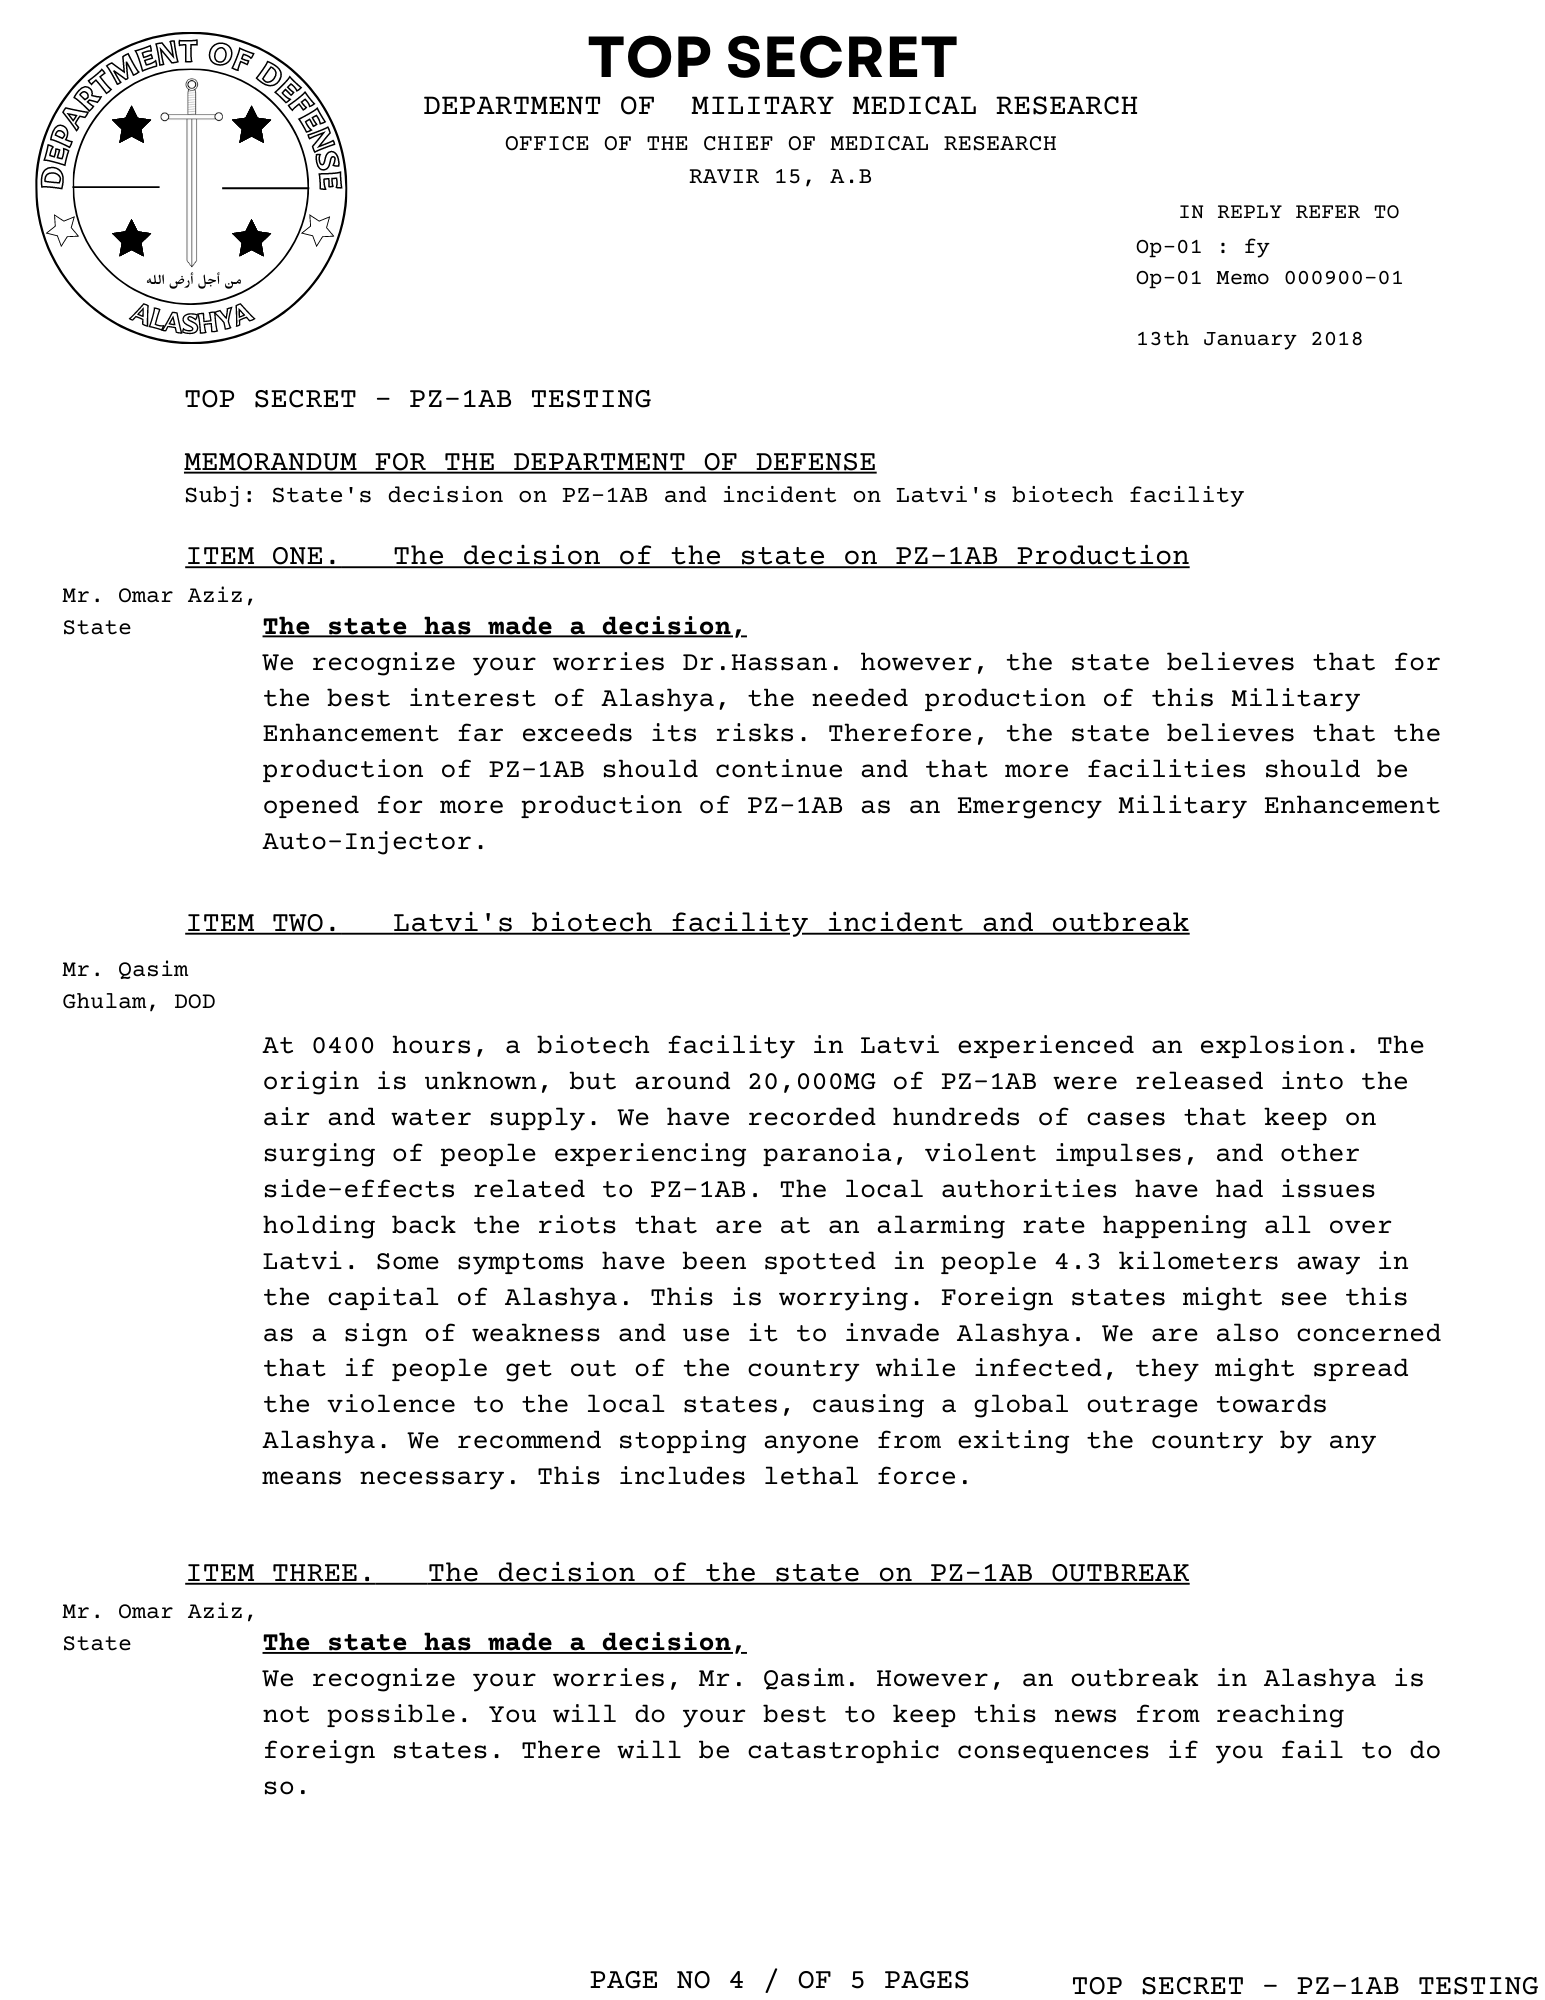 DEPARTMENT OF DEFENSE
من أجل أرض الله
ALASHYA
TOP SECRET
DEPARTMENT OF  MILITARY MEDICAL RESEARCH
OFFICE OF THE CHIEF OF MEDICAL RESEARCH
RAVIR 15, A.B
IN REPLY REFER TO
Op-01 : fy
Op-01 Memo 000900-01
13th January 2018
TOP SECRET - PZ-1AB TESTING
MEMORANDUM FOR THE DEPARTMENT OF DEFENSE
Subj: State's decision on PZ-1AB and incident on Latvi's biotech facility
ITEM ONE.   The decision of the state on PZ-1AB Production
Mr. Omar Aziz,
State
The state has made a decision,
We recognize your worries Dr.Hassan. however, the state believes that for
the best interest of Alashya, the needed production of this Military
Enhancement far exceeds its risks. Therefore, the state believes that the
production of PZ-1AB should continue and that more facilities should be
opened for more production of PZ-1AB as an Emergency Military Enhancement
Auto-Injector.
ITEM TWO.   Latvi's biotech facility incident and outbreak
Mr. Qasim
Ghulam, DOD
At 0400 hours, a biotech facility in Latvi experienced an explosion. The
origin is unknown, but around 20,000MG of PZ-1AB were released into the
air and water supply. We have recorded hundreds of cases that keep on
surging of people experiencing paranoia, violent impulses, and other
side-effects related to PZ-1AB. The local authorities have had issues
holding back the riots that are at an alarming rate happening all over
Latvi. Some symptoms have been spotted in people 4.3 kilometers away in
the capital of Alashya. This is worrying. Foreign states might see this
as a sign of weakness and use it to invade Alashya. We are also concerned
that if people get out of the country while infected, they might spread
the violence to the local states, causing a global outrage towards
Alashya. We recommend stopping anyone from exiting the country by any
means necessary. This includes lethal force.
ITEM THREE.   The decision of the state on PZ-1AB OUTBREAK
Mr. Omar Aziz,
State
The state has made a decision,
We recognize your worries, Mr. Qasim. However, an outbreak in Alashya is
not possible. You will do your best to keep this news from reaching
foreign states. There will be catastrophic consequences if you fail to do
so.
PAGE NO 4 / OF 5 PAGES
TOP SECRET - PZ-1AB TESTING